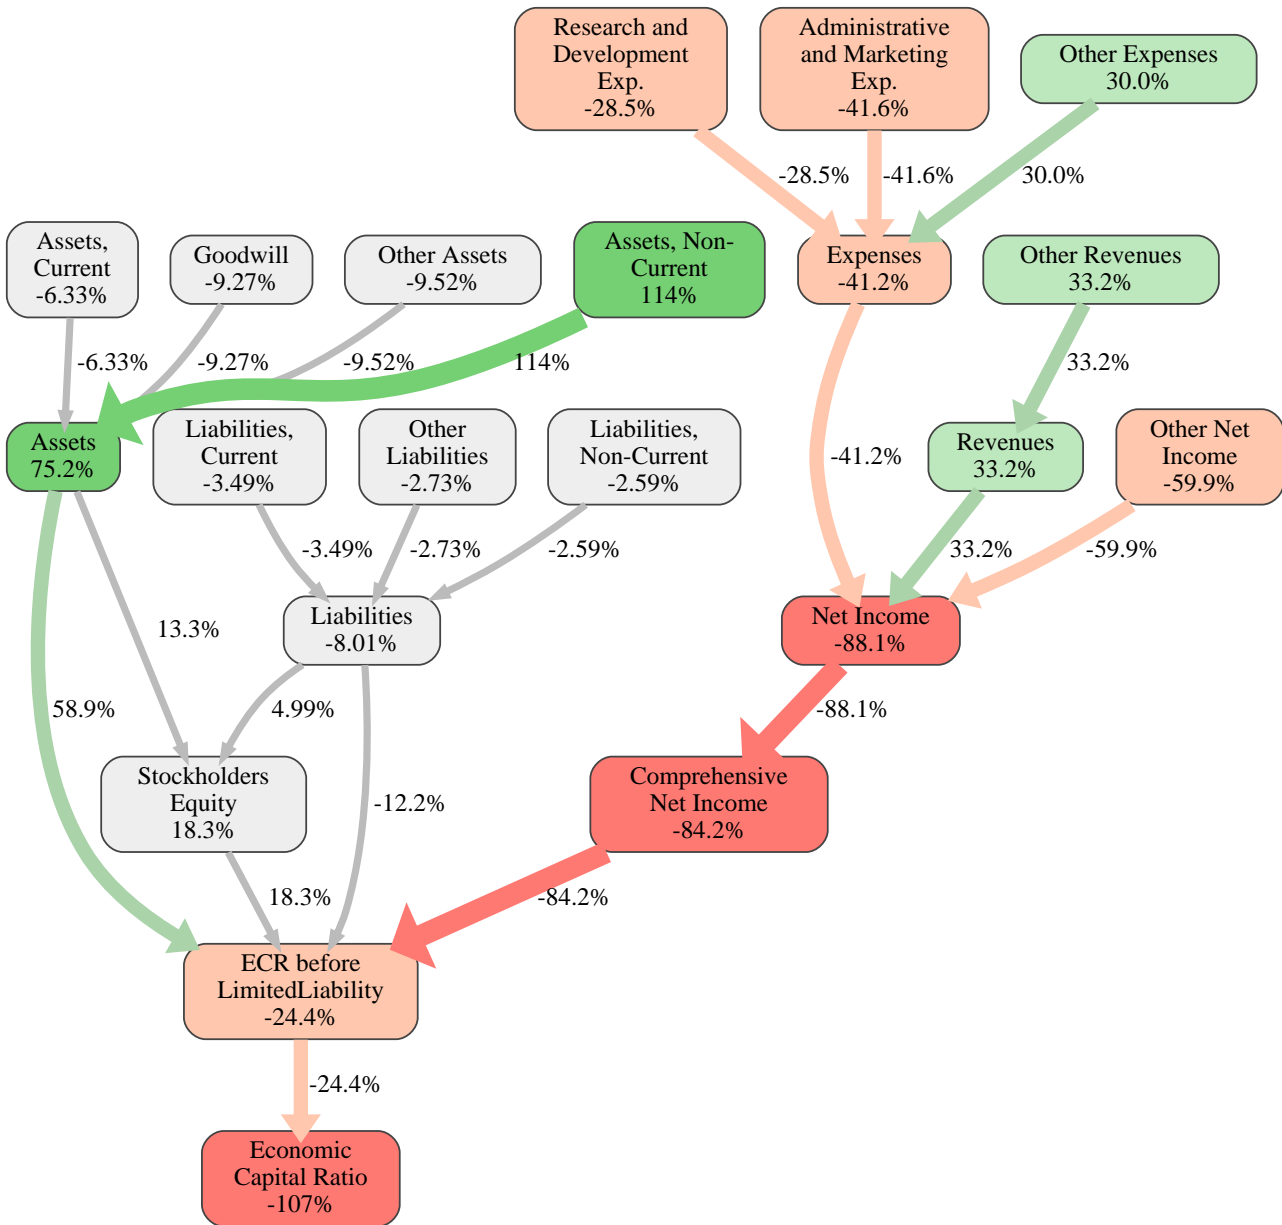 Research and
Development
Exp.
-28.5%
Administrative
and Marketing
Exp.
-41.6%
Other Expenses
30.0%
-28.5%
-41.6%
30.0%
Assets,
Current
-6.33%
Goodwill
-9.27%
Other Assets
-9.52%
Assets, Non-
Current
114%
Expenses
-41.2%
Other Revenues
33.2%
-6.33%
-9.27%
-9.52%
114%
33.2%
Assets
75.2%
Liabilities,
Current
-3.49%
Other
Liabilities
-2.73%
Liabilities,
Non-Current
-2.59%
-41.2%
Revenues
33.2%
Other Net
Income
-59.9%
-3.49%
-2.73%
-2.59%
33.2%
-59.9%
13.3%
Liabilities
-8.01%
Net Income
-88.1%
58.9%
4.99%
-88.1%
Stockholders
Equity
18.3%
-12.2%
Comprehensive
Net Income
-84.2%
18.3%
-84.2%
ECR before
LimitedLiability
-24.4%
-24.4%
Economic
Capital Ratio
-107%